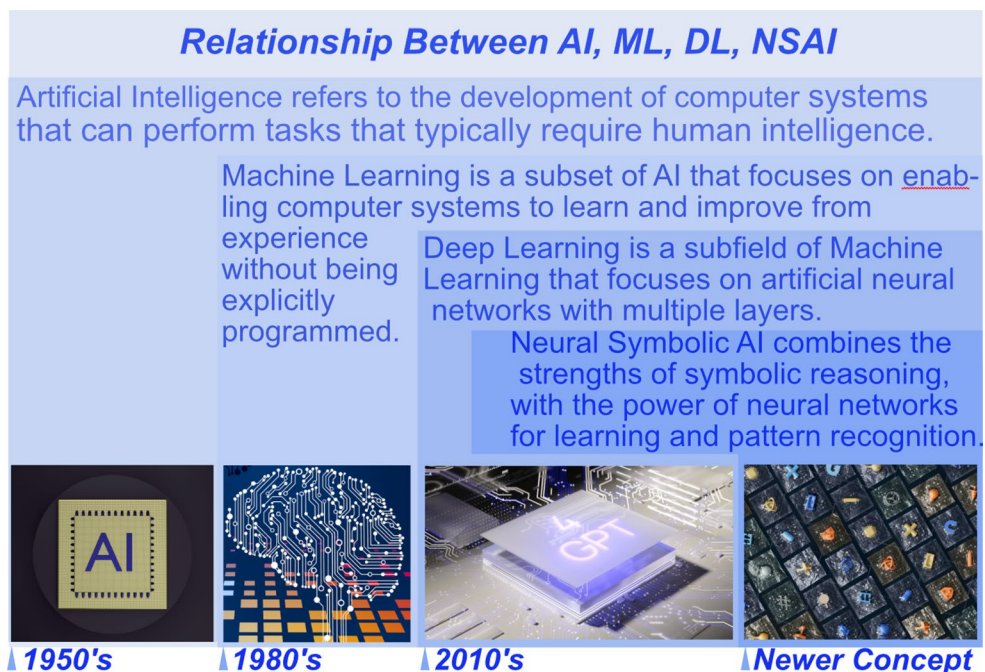 Relationship Between AI, ML, DL, NSAI
Artificial Intelligence refers to the development of computer systems
that can perform tasks that typically require human intelligence.
Machine Learning is a subset of AI that focuses on enab-
ling computer systems to learn and improve from
experience
without being
explicitly
programmed.
Deep Learning is a subfield of Machine
Learning that focuses on artificial neural
networks with multiple layers.
Neural Symbolic AI combines the
strengths of symbolic reasoning,
with the power of neural networks
for learning and pattern recognition.
AI
4
GPT
1950's
1980's
2010's
Newer Concept